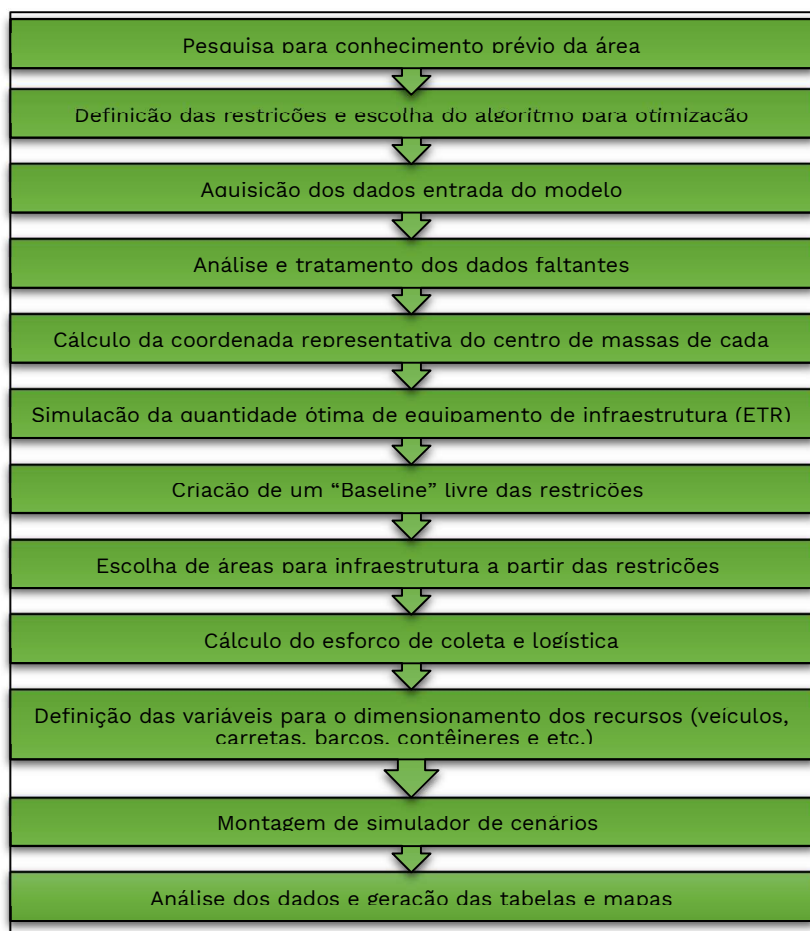 Pesquisa para conhecimento prévio da área
Definição das restrições e escolha do algoritmo para otimização
Aquisição dos dados entrada do modelo
Análise e tratamento dos dados faltantes
Cálculo da coordenada representativa do centro de massas de cada
Simulação da quantidade ótima de equipamento de infraestrutura (ETR)
Criação de um “Baseline” livre das restrições
Escolha de áreas para infraestrutura a partir das restrições
Cálculo do esforço de coleta e logística
Definição das variáveis para o dimensionamento dos recursos (veículos,
carretas, barcos, contêineres e etc.)
Montagem de simulador de cenários
Análise dos dados e geração das tabelas e mapas